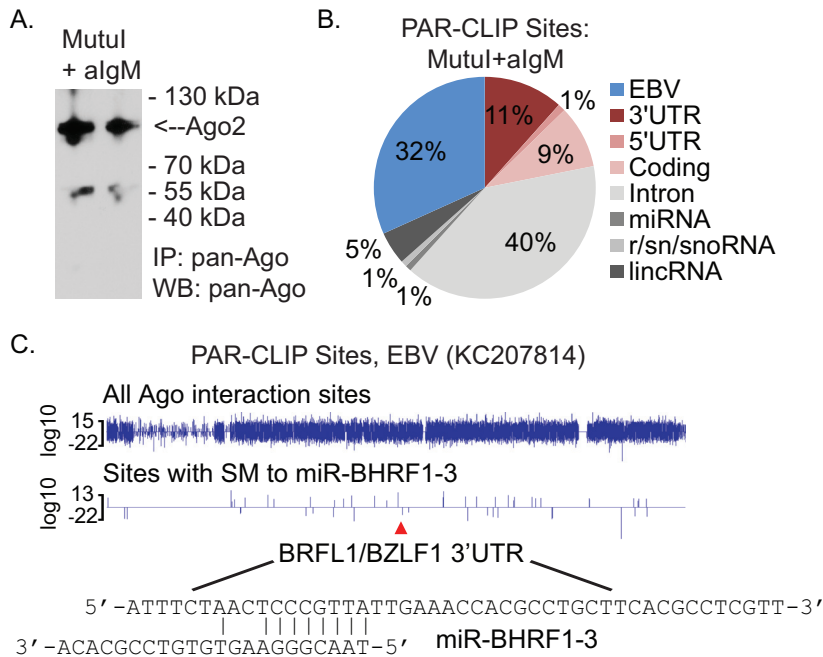 A.
MutuI
+ aIgM
- 130 kDa
<--Ago2
- 70 kDa
- 55 kDa
- 40 kDa
IP: pan-Ago
WB: pan-Ago
B.
PAR-CLIP Sites:
MutuI+aIgM
11%
1%
9%
40%
1%
1%
5%
32%
EBV
3'UTR
5'UTR
Coding
Intron
miRNA
r/sn/snoRNA
lincRNA
C.
PAR-CLIP Sites, EBV (KC207814)
All Ago interaction sites
log10
15
-22
Sites with SM to miR-BHRF1-3
log10
13
-22
BRFL1/BZLF1 3'UTR
5'-ATTTCTAACTCCCGTTATTGAAACCACGCCTGCTTCACGCCTCGTT-3'
3'-ACACGCCTGTGTGAAGGGCAAT-5'
miR-BHRF1-3